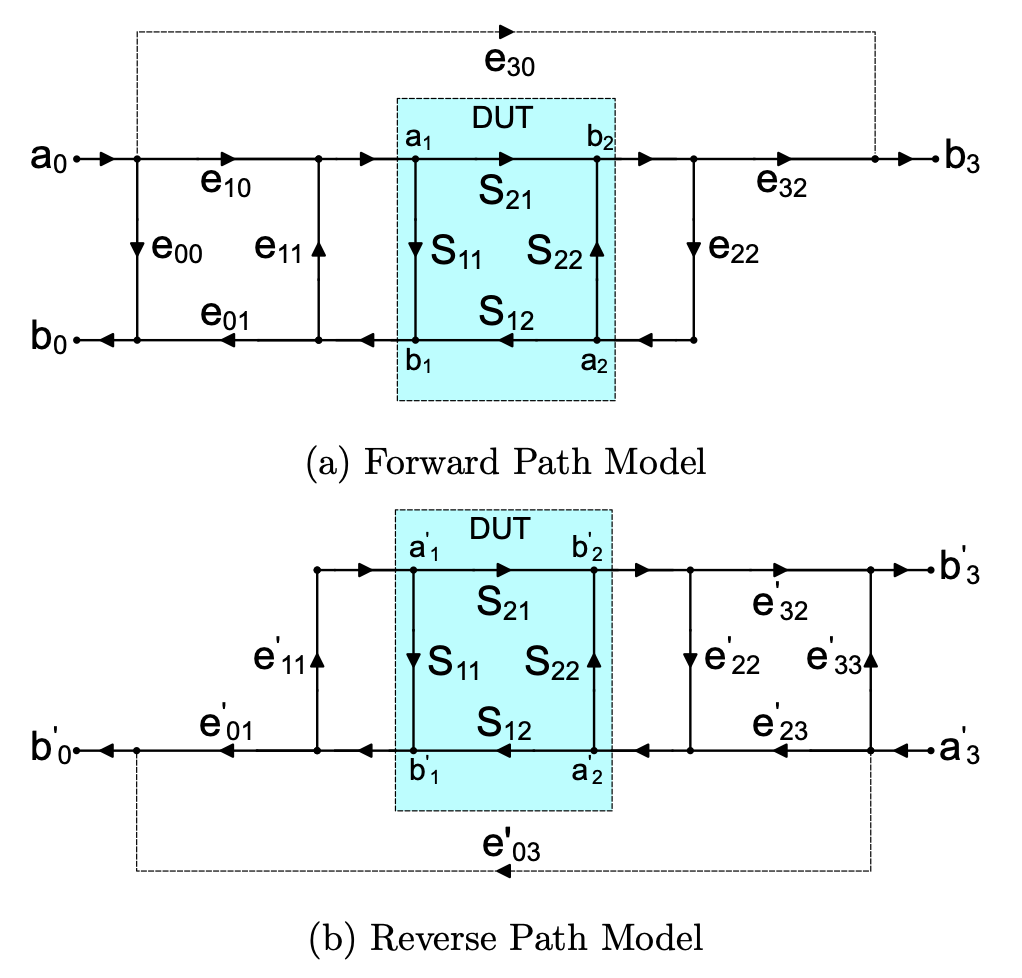 e30
DUT
a1 b2
a0 e10 S21 e32 b3
e00 e11 S11 S22 e22
e01 S12
b0 b1 a2
(a) Forward Path Model
DUT
a'1 b'2 b'3
S21 e'32
e'11 S11 S22 e'22 e'33
e'01 S12 e'23
b'0 b'1 a'2 a'3
e'03
(b) Reverse Path Model